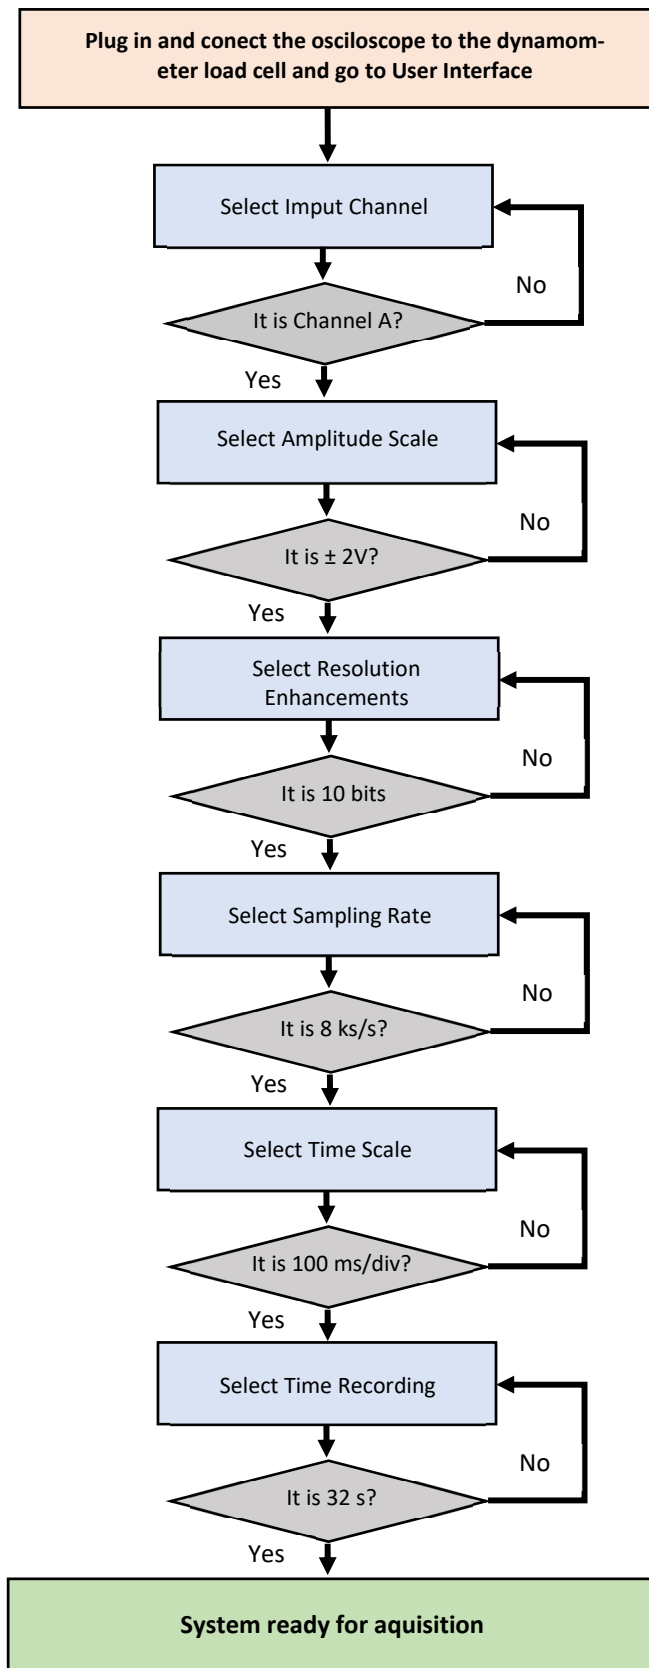 Plug in and conect the osciloscope to the dynamom-
eter load cell and go to User Interface
Select Imput Channel
No
It is Channel A?
Yes
Select Amplitude Scale
No
It is ± 2V?
Yes
Select Resolution
Enhancements
No
It is 10 bits
Yes
Select Sampling Rate
No
It is 8 ks/s?
Yes
Select Time Scale
No
It is 100 ms/div?
Yes
Select Time Recording
No
It is 32 s?
Yes
System ready for aquisition